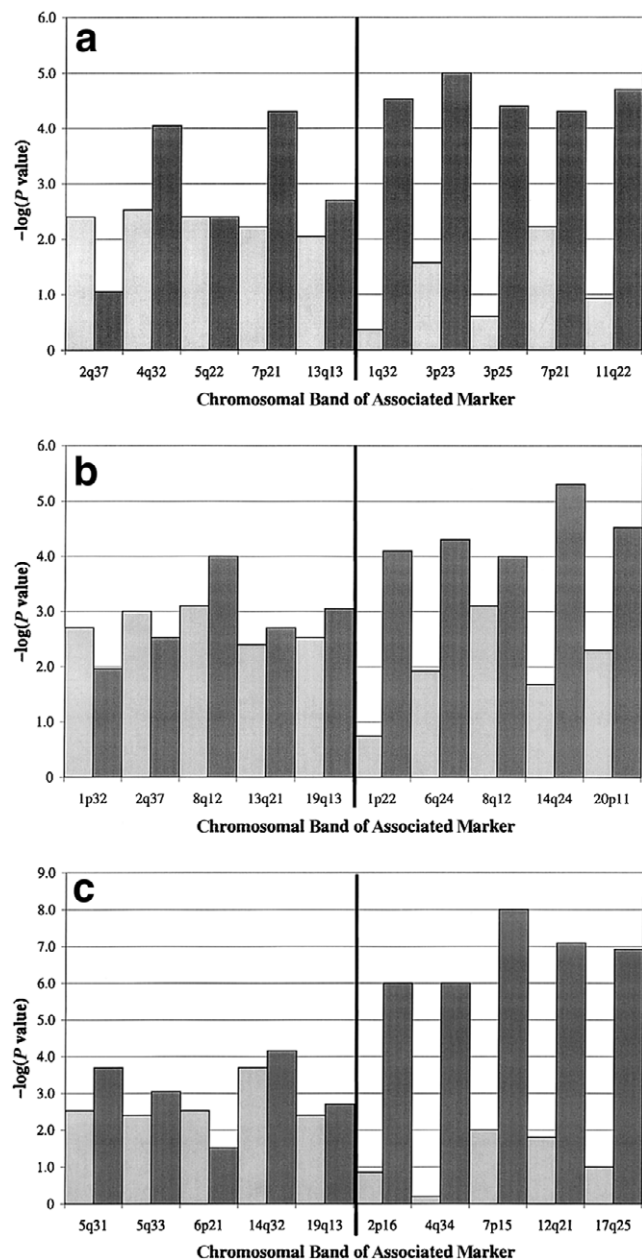 a
6.0
5.0
4.0
3.0
2.0
1.0
0
−log(P value)
2q37 4q32 5q22 7p21 13q13 1q32 3p23 3p25 7p21 11q22
Chromosomal Band of Associated Marker
b
6.0
5.0
4.0
3.0
2.0
1.0
0
−log(P value)
1p32 2q37 8q12 13q21 19q13 1p22 6q24 8q12 14q24 20p11
Chromosomal Band of Associated Marker
c
9.0
8.0
7.0
6.0
5.0
4.0
3.0
2.0
1.0
0
−log(P value)
5q31 5q33 6p21 14q32 19q13 2p16 4q34 7p15 12q21 17q25
Chromosomal Band of Associated Marker